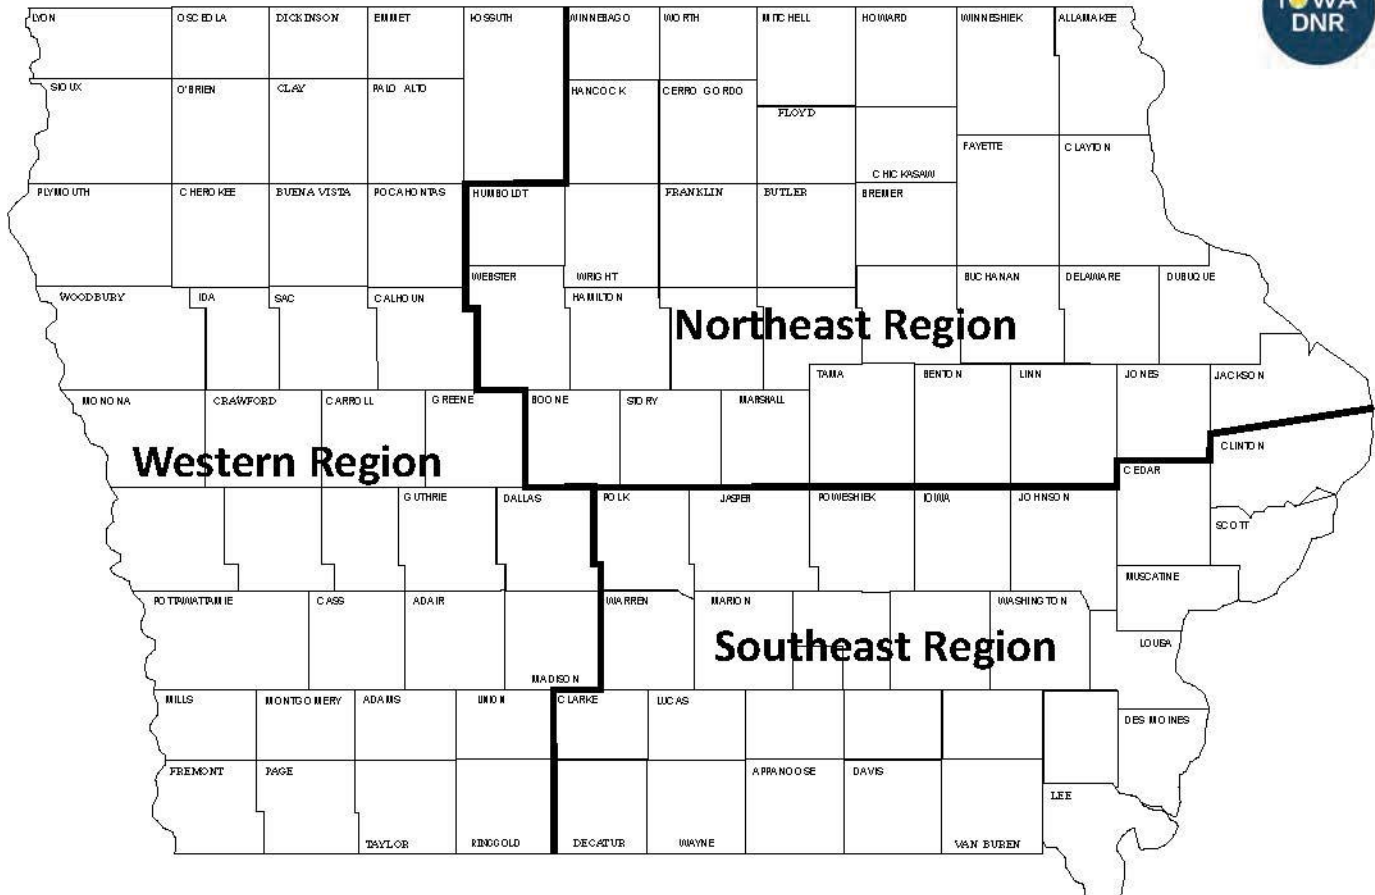 LYON OSCEOLA DICKINSON EMMET KOSSUTH WINNEBAGO WORTH MITCHELL HOWARD WINNESHIEK ALLAMAKEE
IOWA
DNR
SIOUX O'BRIEN CLAY PALO ALTO HANCOCK CERRO GORDO
FLOYD
FAYETTE CLAYTON
CHICKASAW
PLYMOUTH CHEROKEE BUENA VISTA POCAHONTAS HUMBOLDT FRANKLIN BUTLER BREMER
WEBSTER WRIGHT BUCHANAN DELAWARE DUBUQUE
WOODBURY IDA SAC CALHOUN HAMILTON
Northeast Region
TAMA BENTON LINN JONES JACKSON
MONONA CRAWFORD CARROLL GREENE BOONE STORY MARSHALL
CLINTON
Western Region
CEDAR
GUTHRIE DALLAS POLK JASPER POWESHIEK IOWA JOHNSON
SCOTT
MUSCATINE
POTTAWATTAMIE CASS ADAIR WARREN MARION WASHINGTON
Southeast Region
LOUISA
MADISON
MILLS MONTGOMERY ADAMS UNION CLARKE LUCAS
DES MOINES
FREMONT PAGE APPANOOSE DAVIS
LEE
TAYLOR RINGGOLD DECATUR WAYNE VAN BUREN